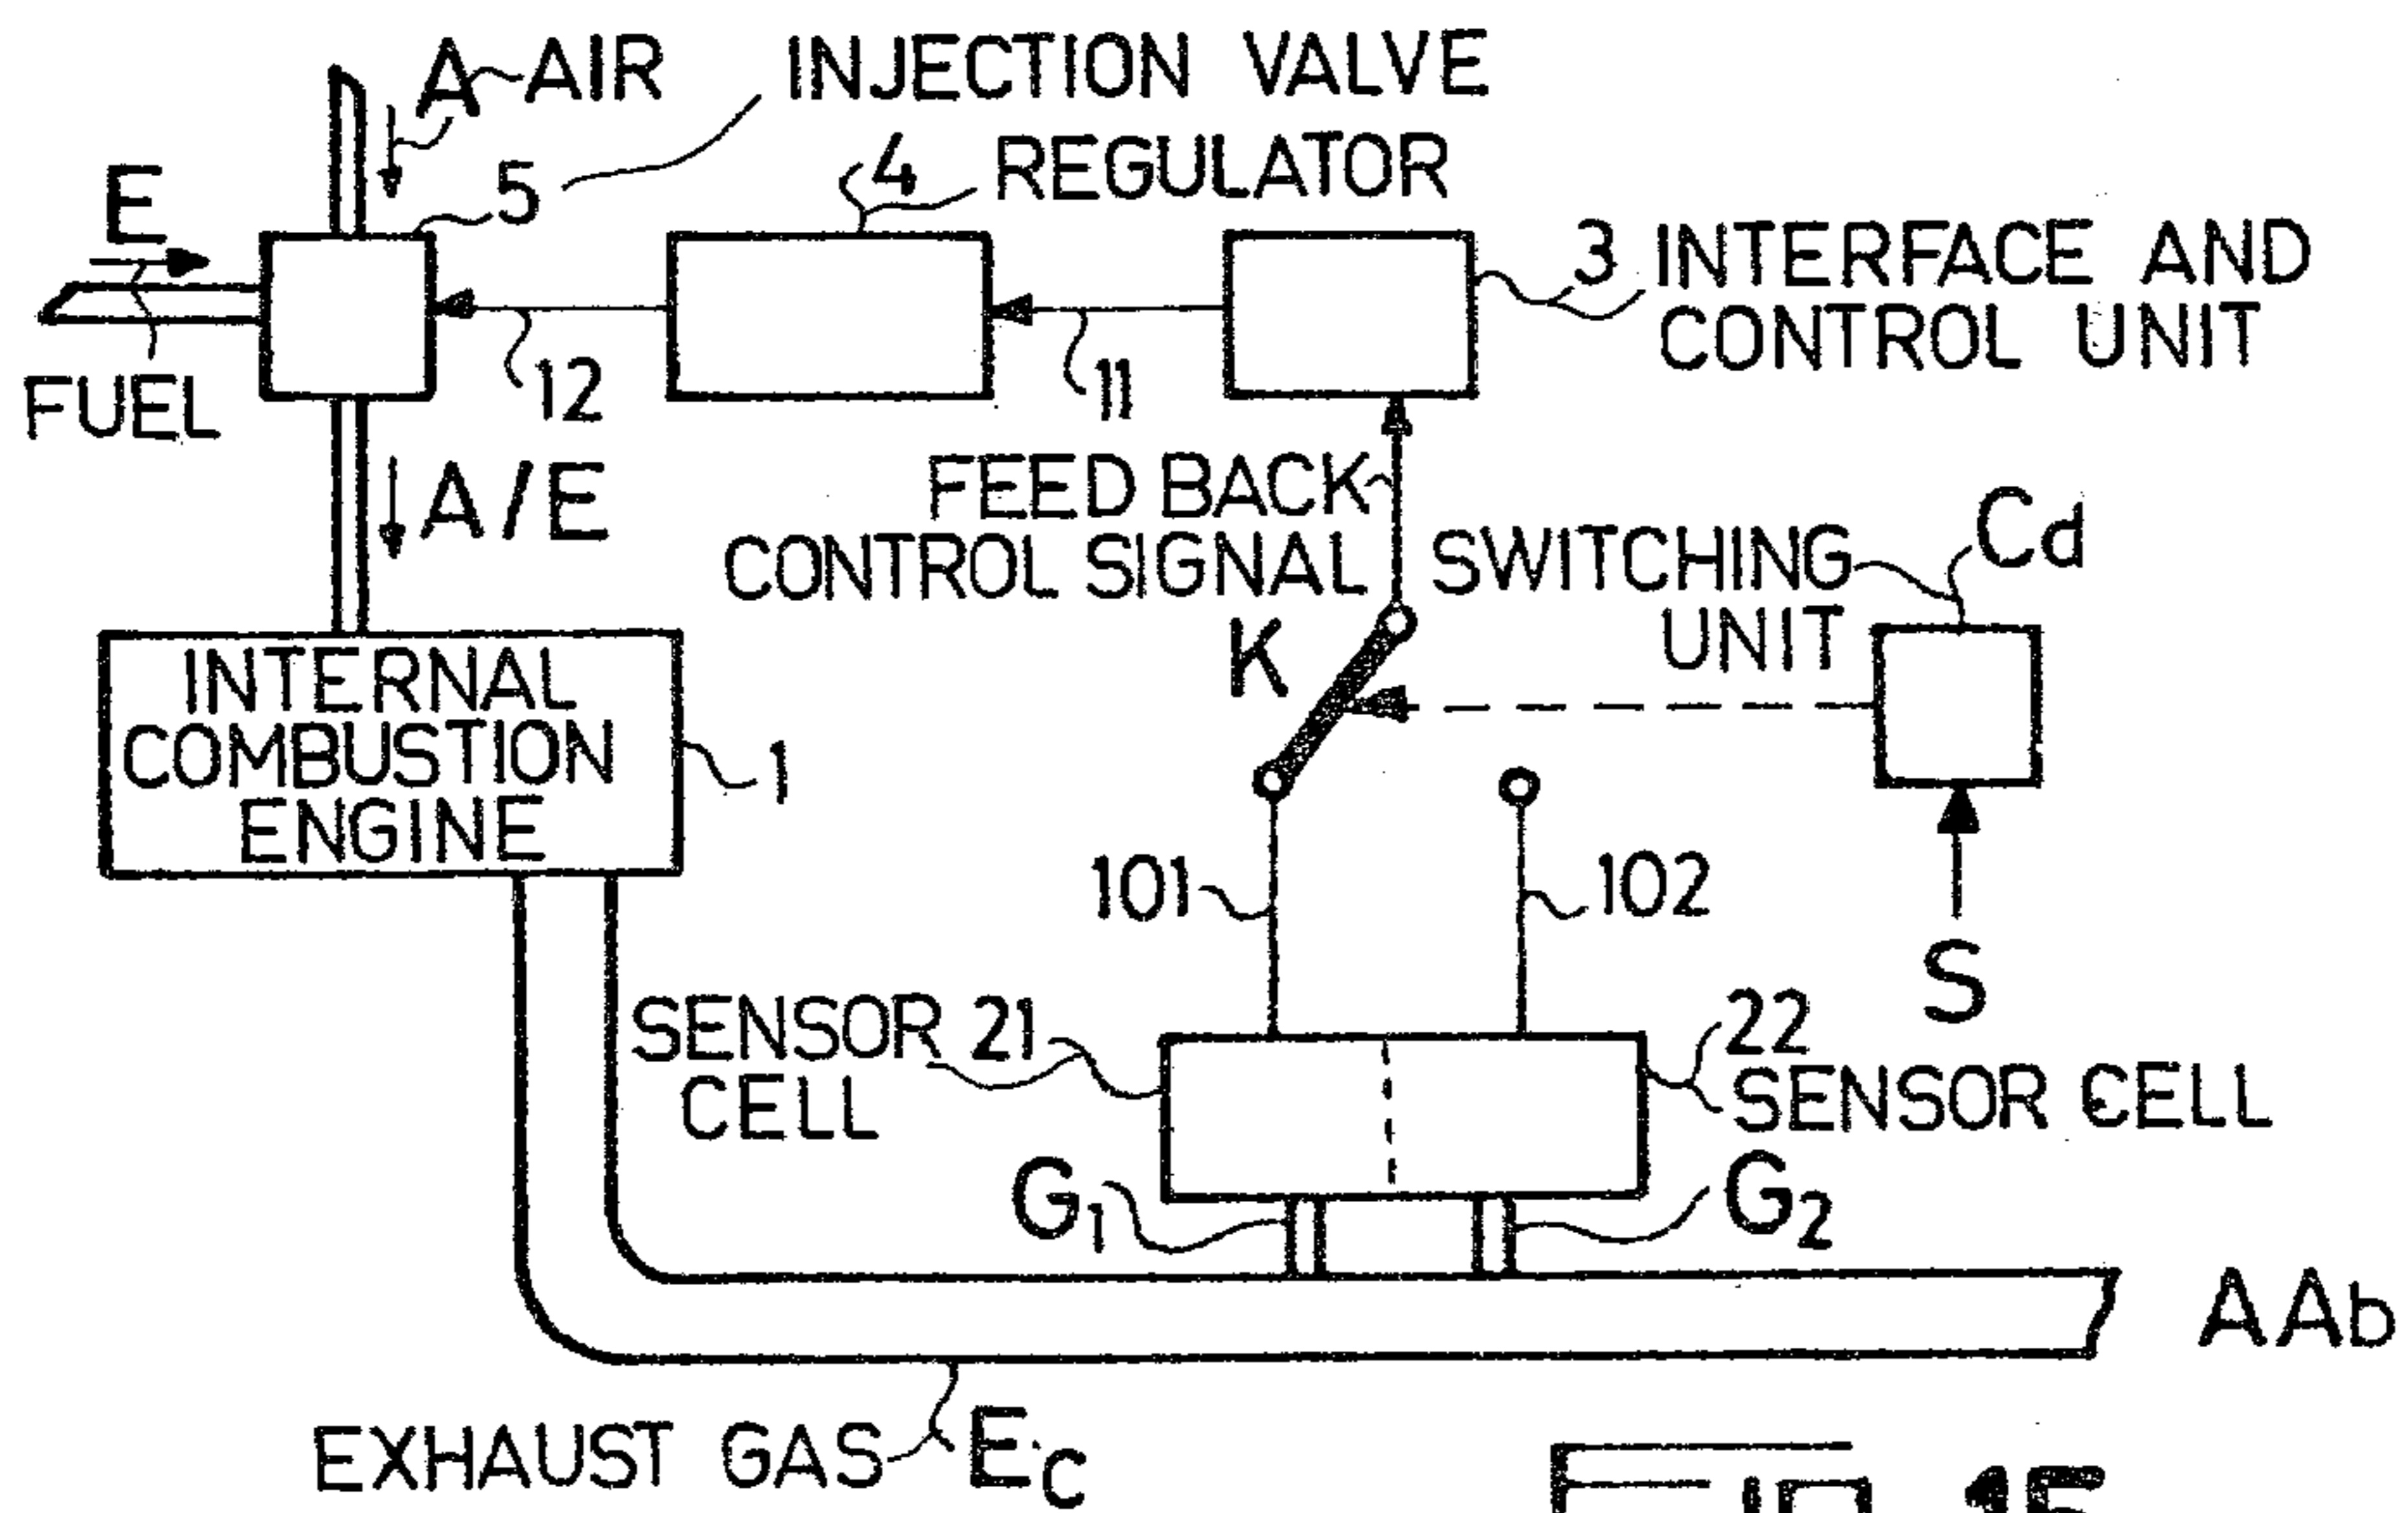 A AIR INJECTION VALVE
4 REGULATOR
E
5
3 INTERFACE AND
CONTROL UNIT
FUEL
12
11
A/E
FEED BACK
CONTROL SIGNAL
SWITCHING
UNIT
Cd
K
INTERNAL
COMBUSTION
ENGINE
1
101
102
S
SENSOR 21
CELL
22
SENSOR CELL
G1
G2
AAb
EXHAUST GAS EC